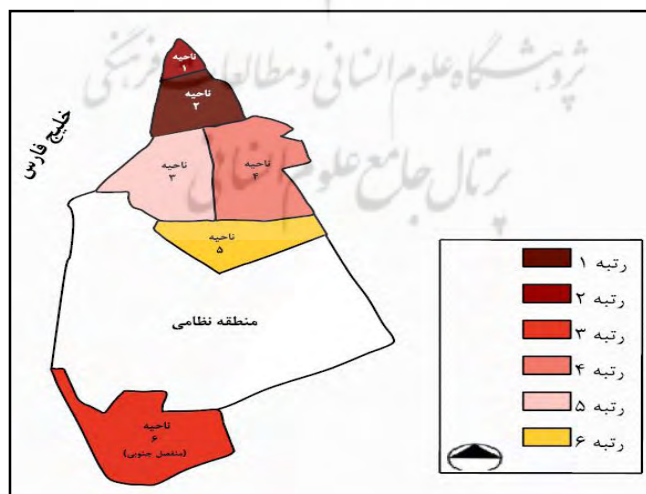 پژوهشگاه علوم انسانی و مطالعات فرهنگی
پرتال جامع علوم انسانی
ناحیه
۱
ناحیه
۲
خلیج فارس
ناحیه
۳
ناحیه
۴
ناحیه
۵
منطقه نظامی
ناحیه
۶
(منفصل جنوبی)
رتبه ۱
رتبه ۲
رتبه ۳
رتبه ۴
رتبه ۵
رتبه ۶